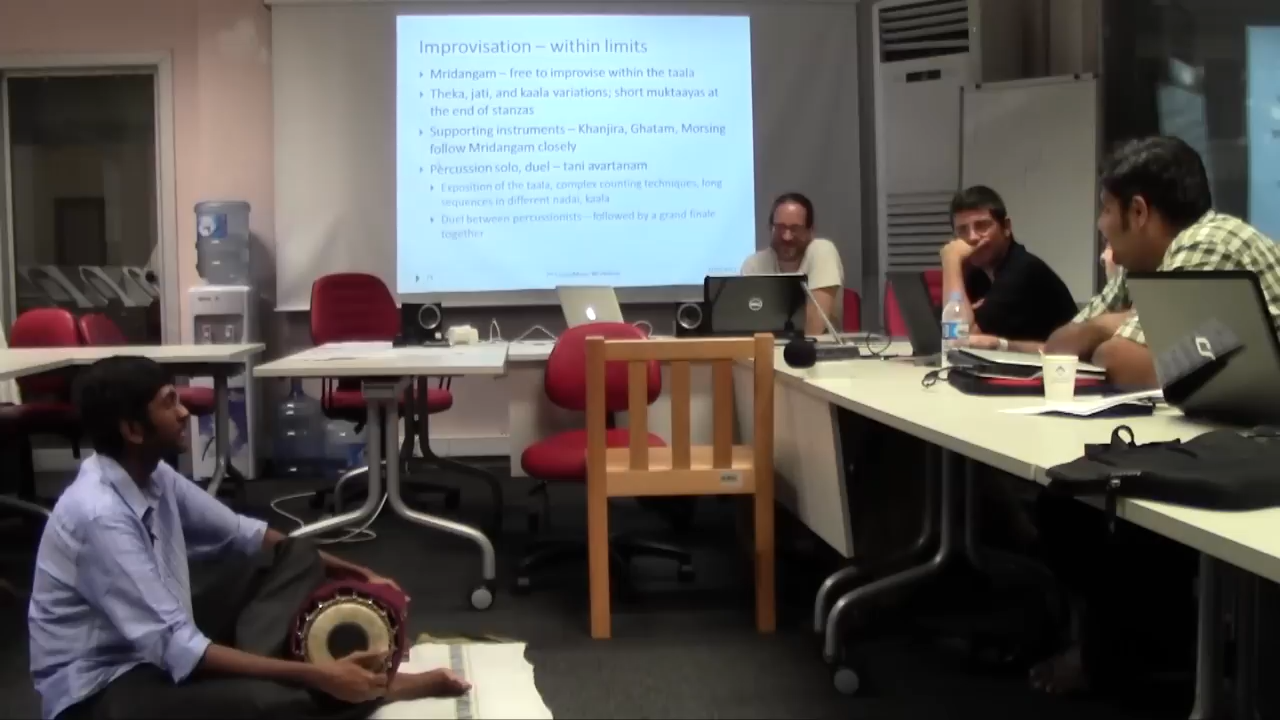 Improvisation – within limits
Mridangam – free to improvise within the taala
Theka, jati, and kaala variations; short muktaayas at
the end of stanzas
Supporting instruments – Khanjira, Ghatam, Morsing
follow Mridangam closely
Percussion solo, duel – tani avartanam
Exposition of the taala, complex counting techniques, long
sequences in different nadai, kaala
Duel between percussionists – followed by a grand finale
together
DELL